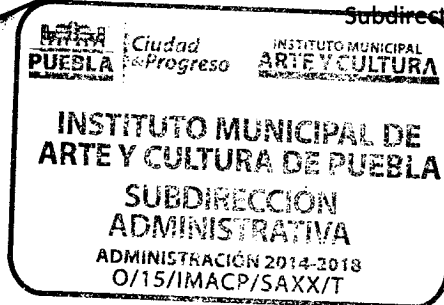 Subdirect
PUEBLA
Ciudad
de Progreso
INSTITUTO MUNICIPAL
ARTE Y CULTURA
INSTITUTO MUNICIPAL DE
ARTE Y CULTURA DE PUEBLA
SUBDIRECCIÓN
ADMINISTRATIVA
ADMINISTRACIÓN 2014-2018
O/15/IMACP/SAXX/T